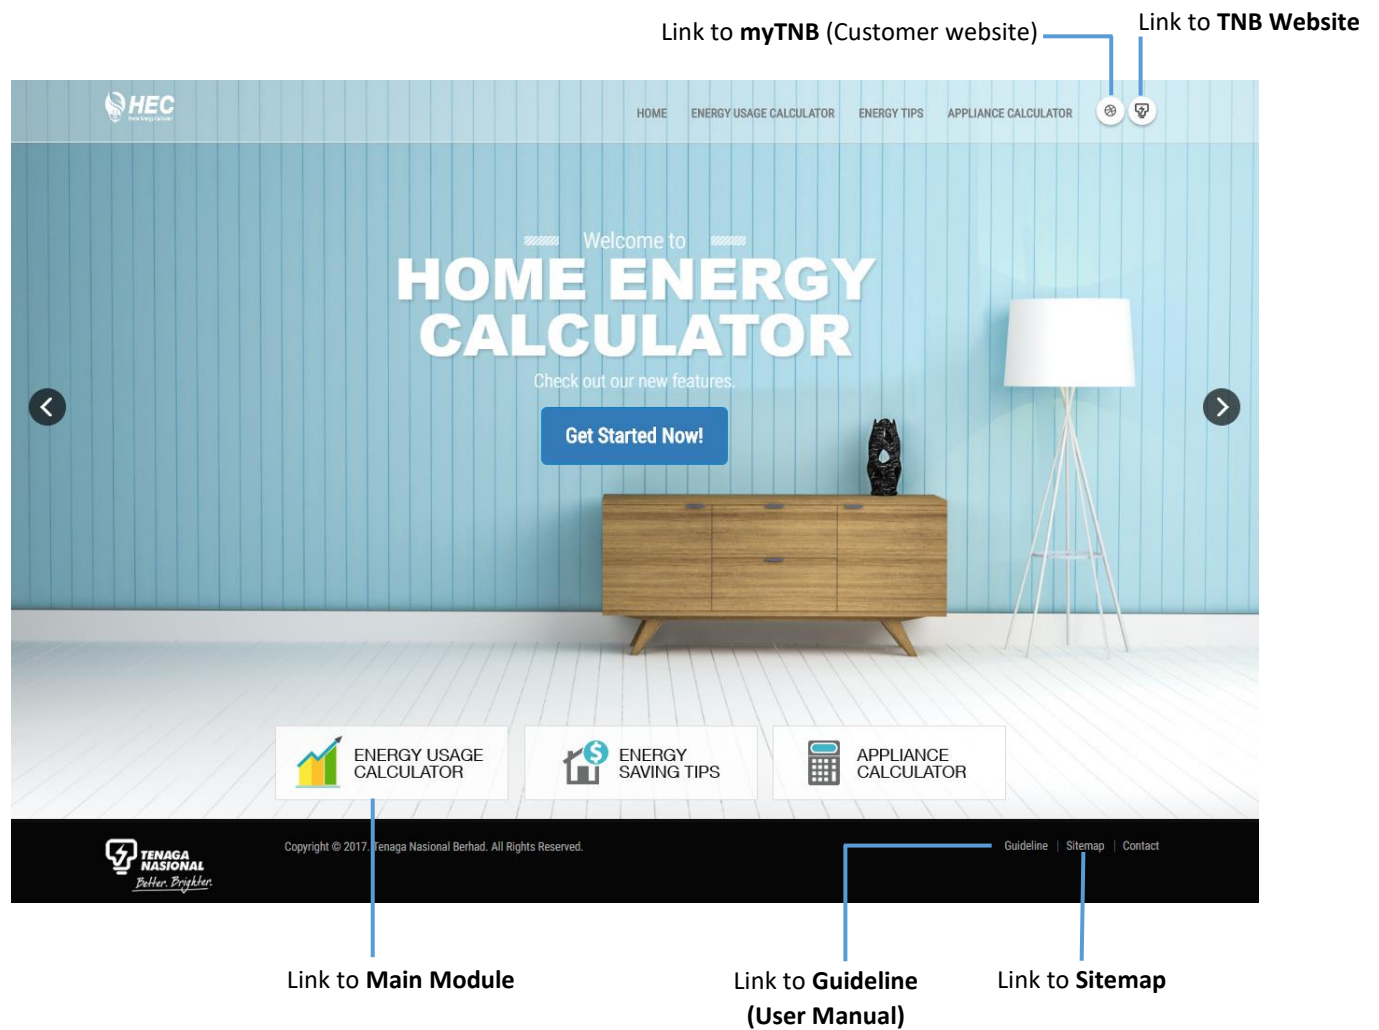 Link to myTNB (Customer website)
Link to TNB Website
HEC
Home Energy Calculator
HOME
ENERGY USAGE CALCULATOR
ENERGY TIPS
APPLIANCE CALCULATOR
Welcome to
HOME ENERGY
CALCULATOR
Check out our new features.
Get Started Now!
ENERGY USAGE
CALCULATOR
ENERGY
SAVING TIPS
APPLIANCE
CALCULATOR
TENAGA
NASIONAL
Better. Brighter.
Copyright © 2017. Tenaga Nasional Berhad. All Rights Reserved.
Guideline | Sitemap | Contact
Link to Main Module
Link to Guideline
(User Manual)
Link to Sitemap